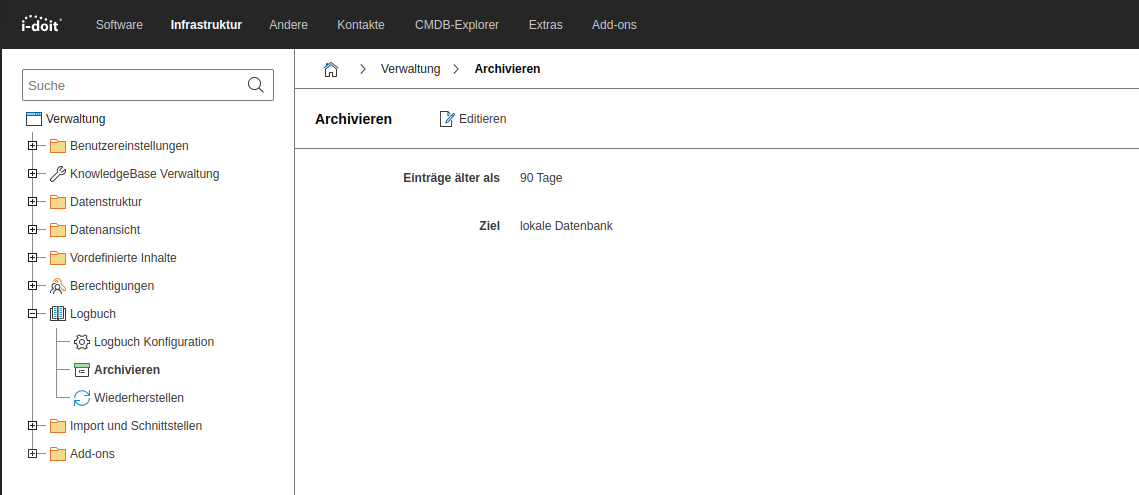 i-doit Software Infrastruktur Andere Kontakte CMDB-Explorer Extras Add-ons
Suche
Verwaltung
Benutzereinstellungen
KnowledgeBase Verwaltung
Datenstruktur
Datenansicht
Vordefinierte Inhalte
Berechtigungen
Logbuch
Logbuch Konfiguration
Archivieren
Wiederherstellen
Import und Schnittstellen
Add-ons
Verwaltung Archivieren
Archivieren Editieren
Einträge älter als 90 Tage
Ziel lokale Datenbank